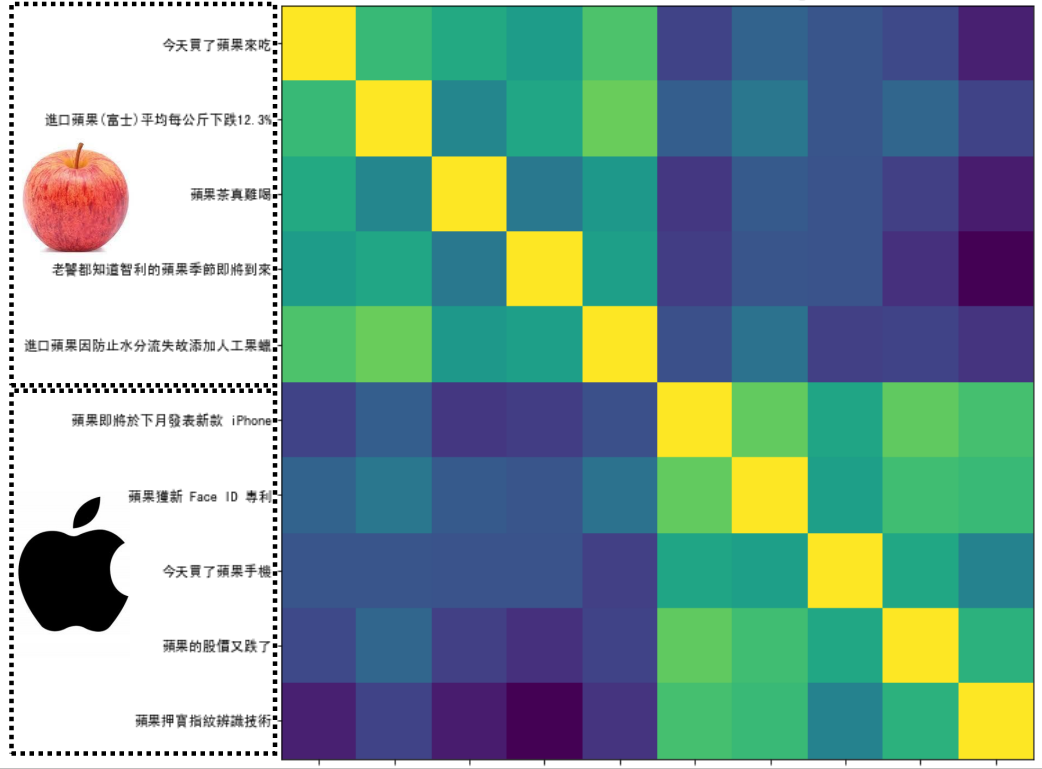 今天買了蘋果來吃
進口蘋果(富士)平均每公斤下跌12.3%
蘋果茶真難喝
老饕都知道智利的蘋果季節即將到來
進口蘋果因防止水分流失故添加人工果蠟
蘋果即將於下月發表新款 iPhone
蘋果獲新 Face ID 專利
今天買了蘋果手機
蘋果的股價又跌了
蘋果押寶指紋辨識技術